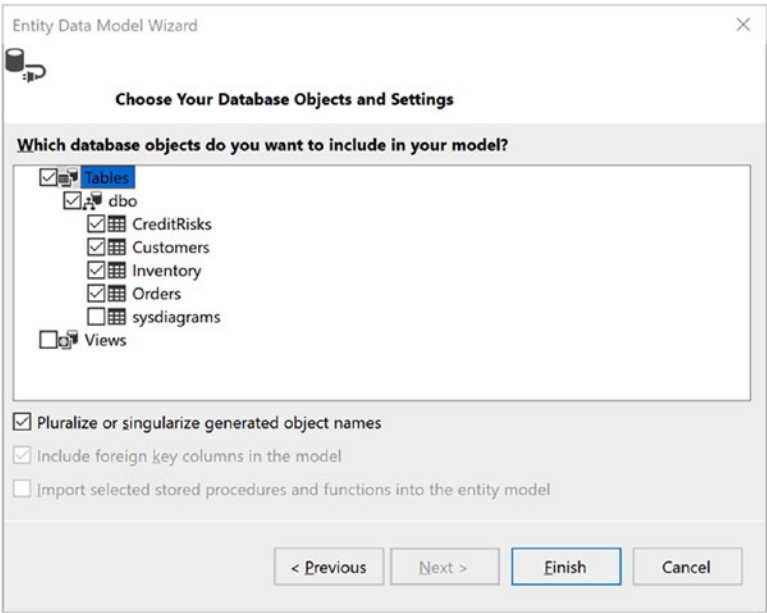 Entity Data Model Wizard
Choose Your Database Objects and Settings
Which database objects do you want to include in your model?
Tables
dbo
CreditRisks
Customers
Inventory
Orders
sysdiagrams
Views
Pluralize or singularize generated object names
Include foreign key columns in the model
Import selected stored procedures and functions into the entity model
< Previous Next > Finish Cancel